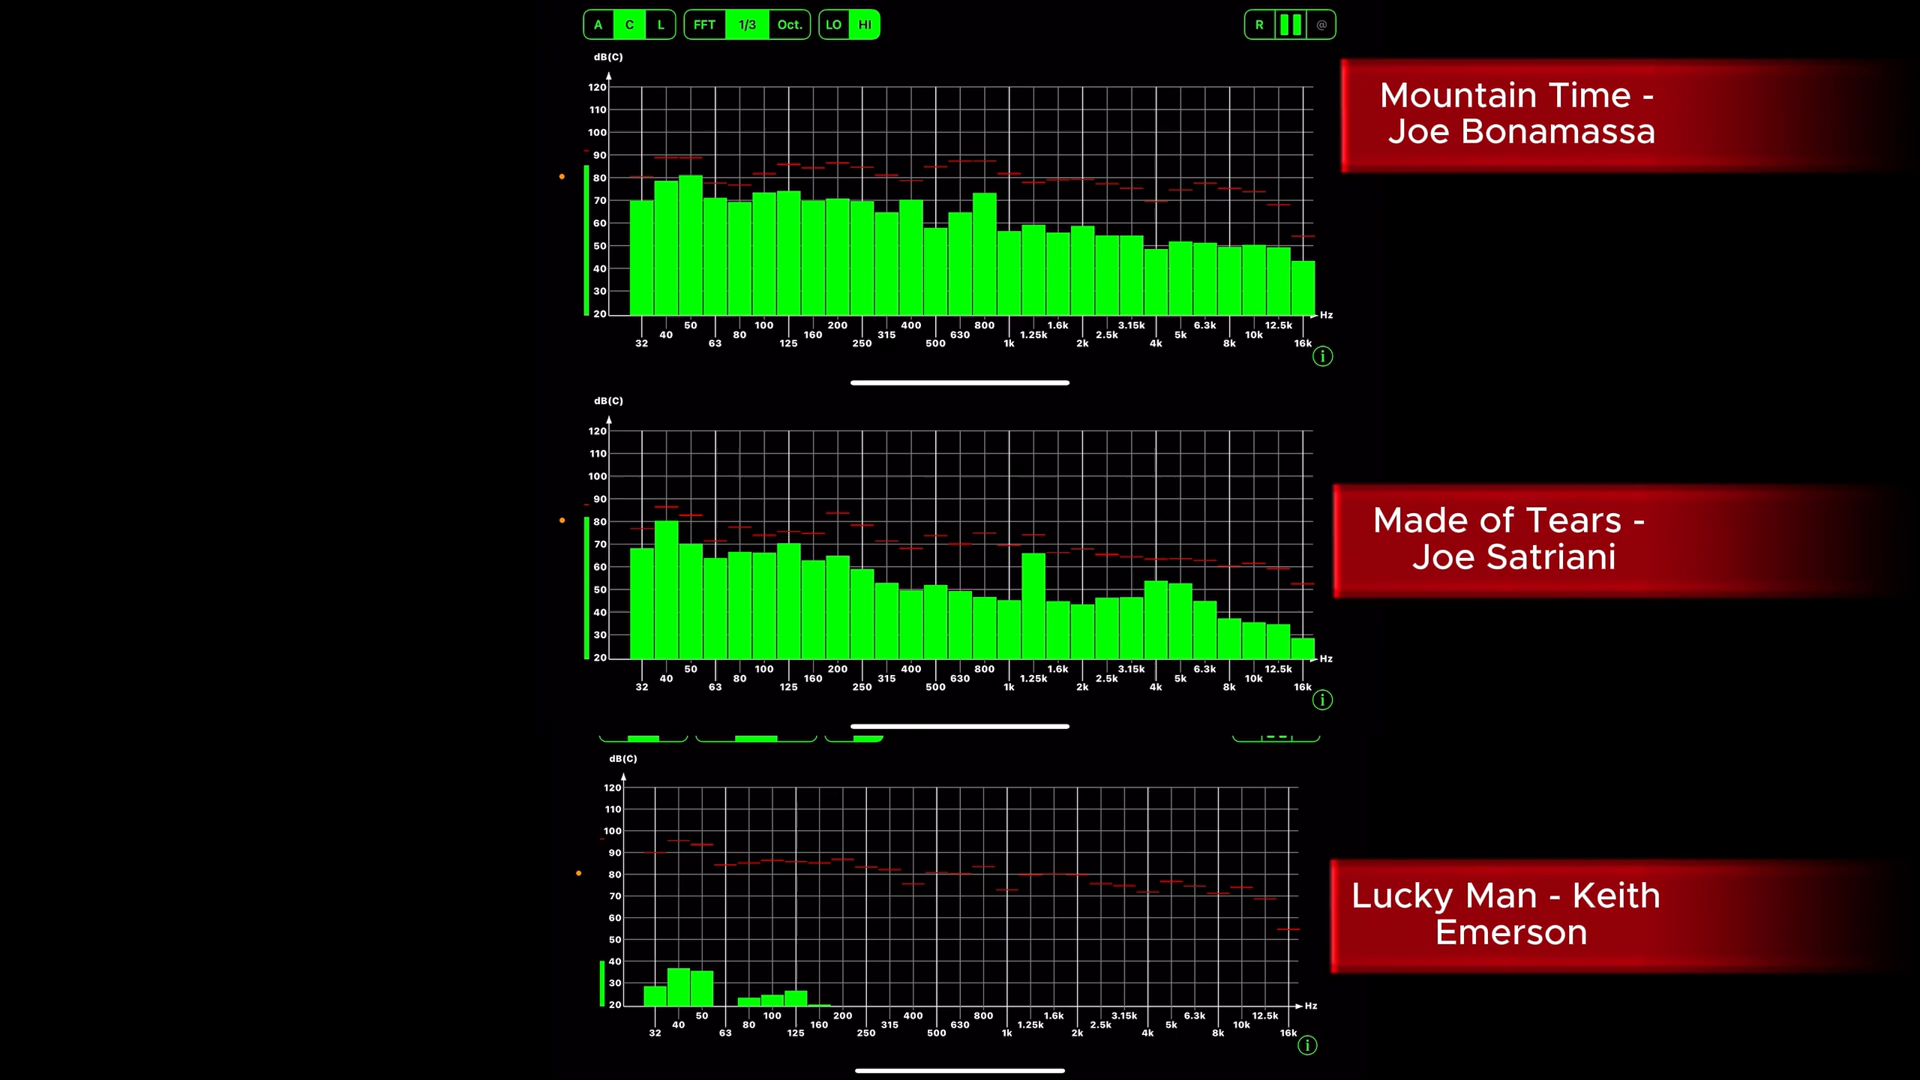 A C L FFT 1/3 Oct. LO HI R @
dB(C)
120
110
100
90
80
70
60
50
40
30
20
Hz
50 100 200 400 800 1.6k 3.15k 6.3k 12.5k
40 80 160 315 630 1.25k 2.5k 5k 10k
32 63 125 250 500 1k 2k 4k 8k 16k
i
Mountain Time -
Joe Bonamassa
dB(C)
120
110
100
90
80
70
60
50
40
30
20
Hz
50 100 200 400 800 1.6k 3.15k 6.3k 12.5k
40 80 160 315 630 1.25k 2.5k 5k 10k
32 63 125 250 500 1k 2k 4k 8k 16k
i
Made of Tears -
Joe Satriani
dB(C)
120
110
100
90
80
70
60
50
40
30
20
Hz
50 100 200 400 800 1.6k 3.15k 6.3k 12.5k
40 80 160 315 630 1.25k 2.5k 5k 10k
32 63 125 250 500 1k 2k 4k 8k 16k
i
Lucky Man - Keith
Emerson